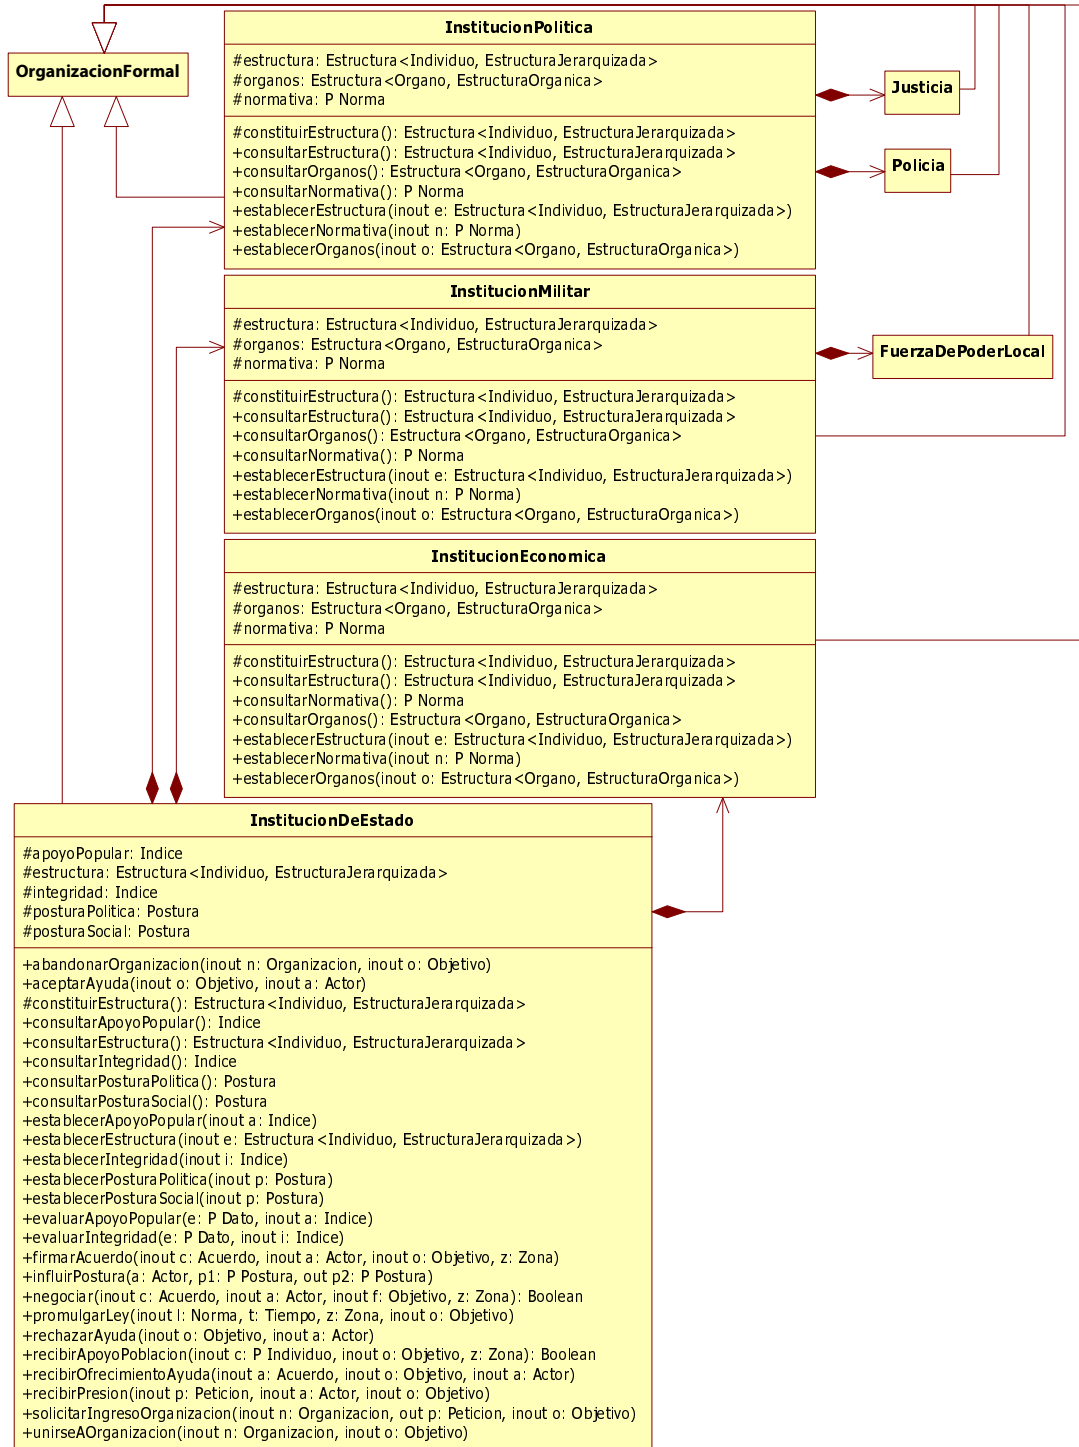 OrganizacionFormal
InstitucionPolitica
#estructura: Estructura<Individuo, EstructuraJerarquizada>
#organos: Estructura<Organo, EstructuraOrganica>
#normativa: P Norma
#constituirEstructura(): Estructura<Individuo, EstructuraJerarquizada>
+consultarEstructura(): Estructura<Individuo, EstructuraJerarquizada>
+consultarOrganos(): Estructura<Organo, EstructuraOrganica>
+consultarNormativa(): P Norma
+establecerEstructura(inout e: Estructura<Individuo, EstructuraJerarquizada>)
+establecerNormativa(inout n: P Norma)
+establecerOrganos(inout o: Estructura<Organo, EstructuraOrganica>)
Justicia
Policia
InstitucionMilitar
#estructura: Estructura<Individuo, EstructuraJerarquizada>
#organos: Estructura<Organo, EstructuraOrganica>
#normativa: P Norma
#constituirEstructura(): Estructura<Individuo, EstructuraJerarquizada>
+consultarEstructura(): Estructura<Individuo, EstructuraJerarquizada>
+consultarOrganos(): Estructura<Organo, EstructuraOrganica>
+consultarNormativa(): P Norma
+establecerEstructura(inout e: Estructura<Individuo, EstructuraJerarquizada>)
+establecerNormativa(inout n: P Norma)
+establecerOrganos(inout o: Estructura<Organo, EstructuraOrganica>)
FuerzaDePoderLocal
InstitucionEconomica
#estructura: Estructura<Individuo, EstructuraJerarquizada>
#organos: Estructura<Organo, EstructuraOrganica>
#normativa: P Norma
#constituirEstructura(): Estructura<Individuo, EstructuraJerarquizada>
+consultarEstructura(): Estructura<Individuo, EstructuraJerarquizada>
+consultarNormativa(): P Norma
+consultarOrganos(): Estructura<Organo, EstructuraOrganica>
+establecerEstructura(inout e: Estructura<Individuo, EstructuraJerarquizada>)
+establecerNormativa(inout n: P Norma)
+establecerOrganos(inout o: Estructura<Organo, EstructuraOrganica>)
InstitucionDeEstado
#apoyoPopular: Indice
#estructura: Estructura<Individuo, EstructuraJerarquizada>
#integridad: Indice
#posturaPolitica: Postura
#posturaSocial: Postura
+abandonarOrganizacion(inout n: Organizacion, inout o: Objetivo)
+aceptarAyuda(inout o: Objetivo, inout a: Actor)
#constituirEstructura(): Estructura<Individuo, EstructuraJerarquizada>
+consultarApoyoPopular(): Indice
+consultarEstructura(): Estructura<Individuo, EstructuraJerarquizada>
+consultarIntegridad(): Indice
+consultarPosturaPolitica(): Postura
+consultarPosturaSocial(): Postura
+establecerApoyoPopular(inout a: Indice)
+establecerEstructura(inout e: Estructura<Individuo, EstructuraJerarquizada>)
+establecerIntegridad(inout i: Indice)
+establecerPosturaPolitica(inout p: Postura)
+establecerPosturaSocial(inout p: Postura)
+evaluarApoyoPopular(e: P Dato, inout a: Indice)
+evaluarIntegridad(e: P Dato, inout i: Indice)
+firmarAcuerdo(inout c: Acuerdo, inout a: Actor, inout o: Objetivo, z: Zona)
+influirPostura(a: Actor, p1: P Postura, out p2: P Postura)
+negociar(inout c: Acuerdo, inout a: Actor, inout f: Objetivo, z: Zona): Boolean
+promulgarLey(inout l: Norma, t: Tiempo, z: Zona, inout o: Objetivo)
+rechazarAyuda(inout o: Objetivo, inout a: Actor)
+recibirApoyoPoblacion(inout c: P Individuo, inout o: Objetivo, z: Zona): Boolean
+recibirOfrecimientoAyuda(inout a: Acuerdo, inout o: Objetivo, inout a: Actor)
+recibirPresion(inout p: Peticion, inout a: Actor, inout o: Objetivo)
+solicitarIngresoOrganizacion(inout n: Organizacion, out p: Peticion, inout o: Objetivo)
+unirseAOrganizacion(inout n: Organizacion, inout o: Objetivo)